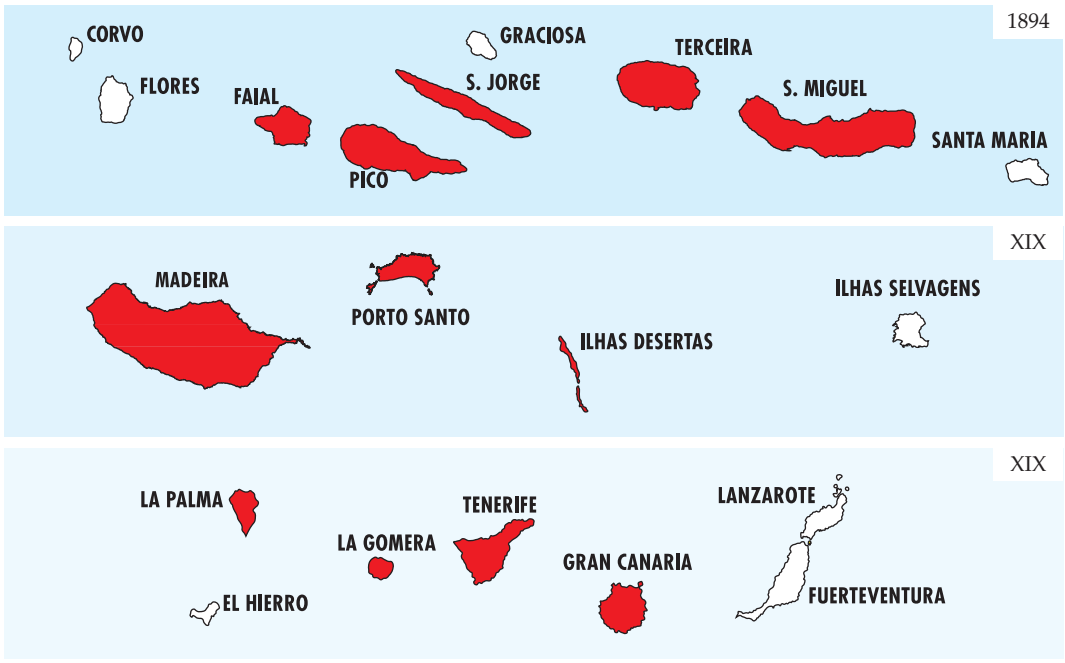 1894
CORVO
GRACIOSA
TERCEIRA
FLORES
S. JORGE
FAIAL
S. MIGUEL
SANTA MARIA
PICO
XIX
MADEIRA
ILHAS SELVAGENS
PORTO SANTO
ILHAS DESERTAS
XIX
LA PALMA
LANZAROTE
TENERIFE
LA GOMERA
GRAN CANARIA
EL HIERRO
FUERTEVENTURA